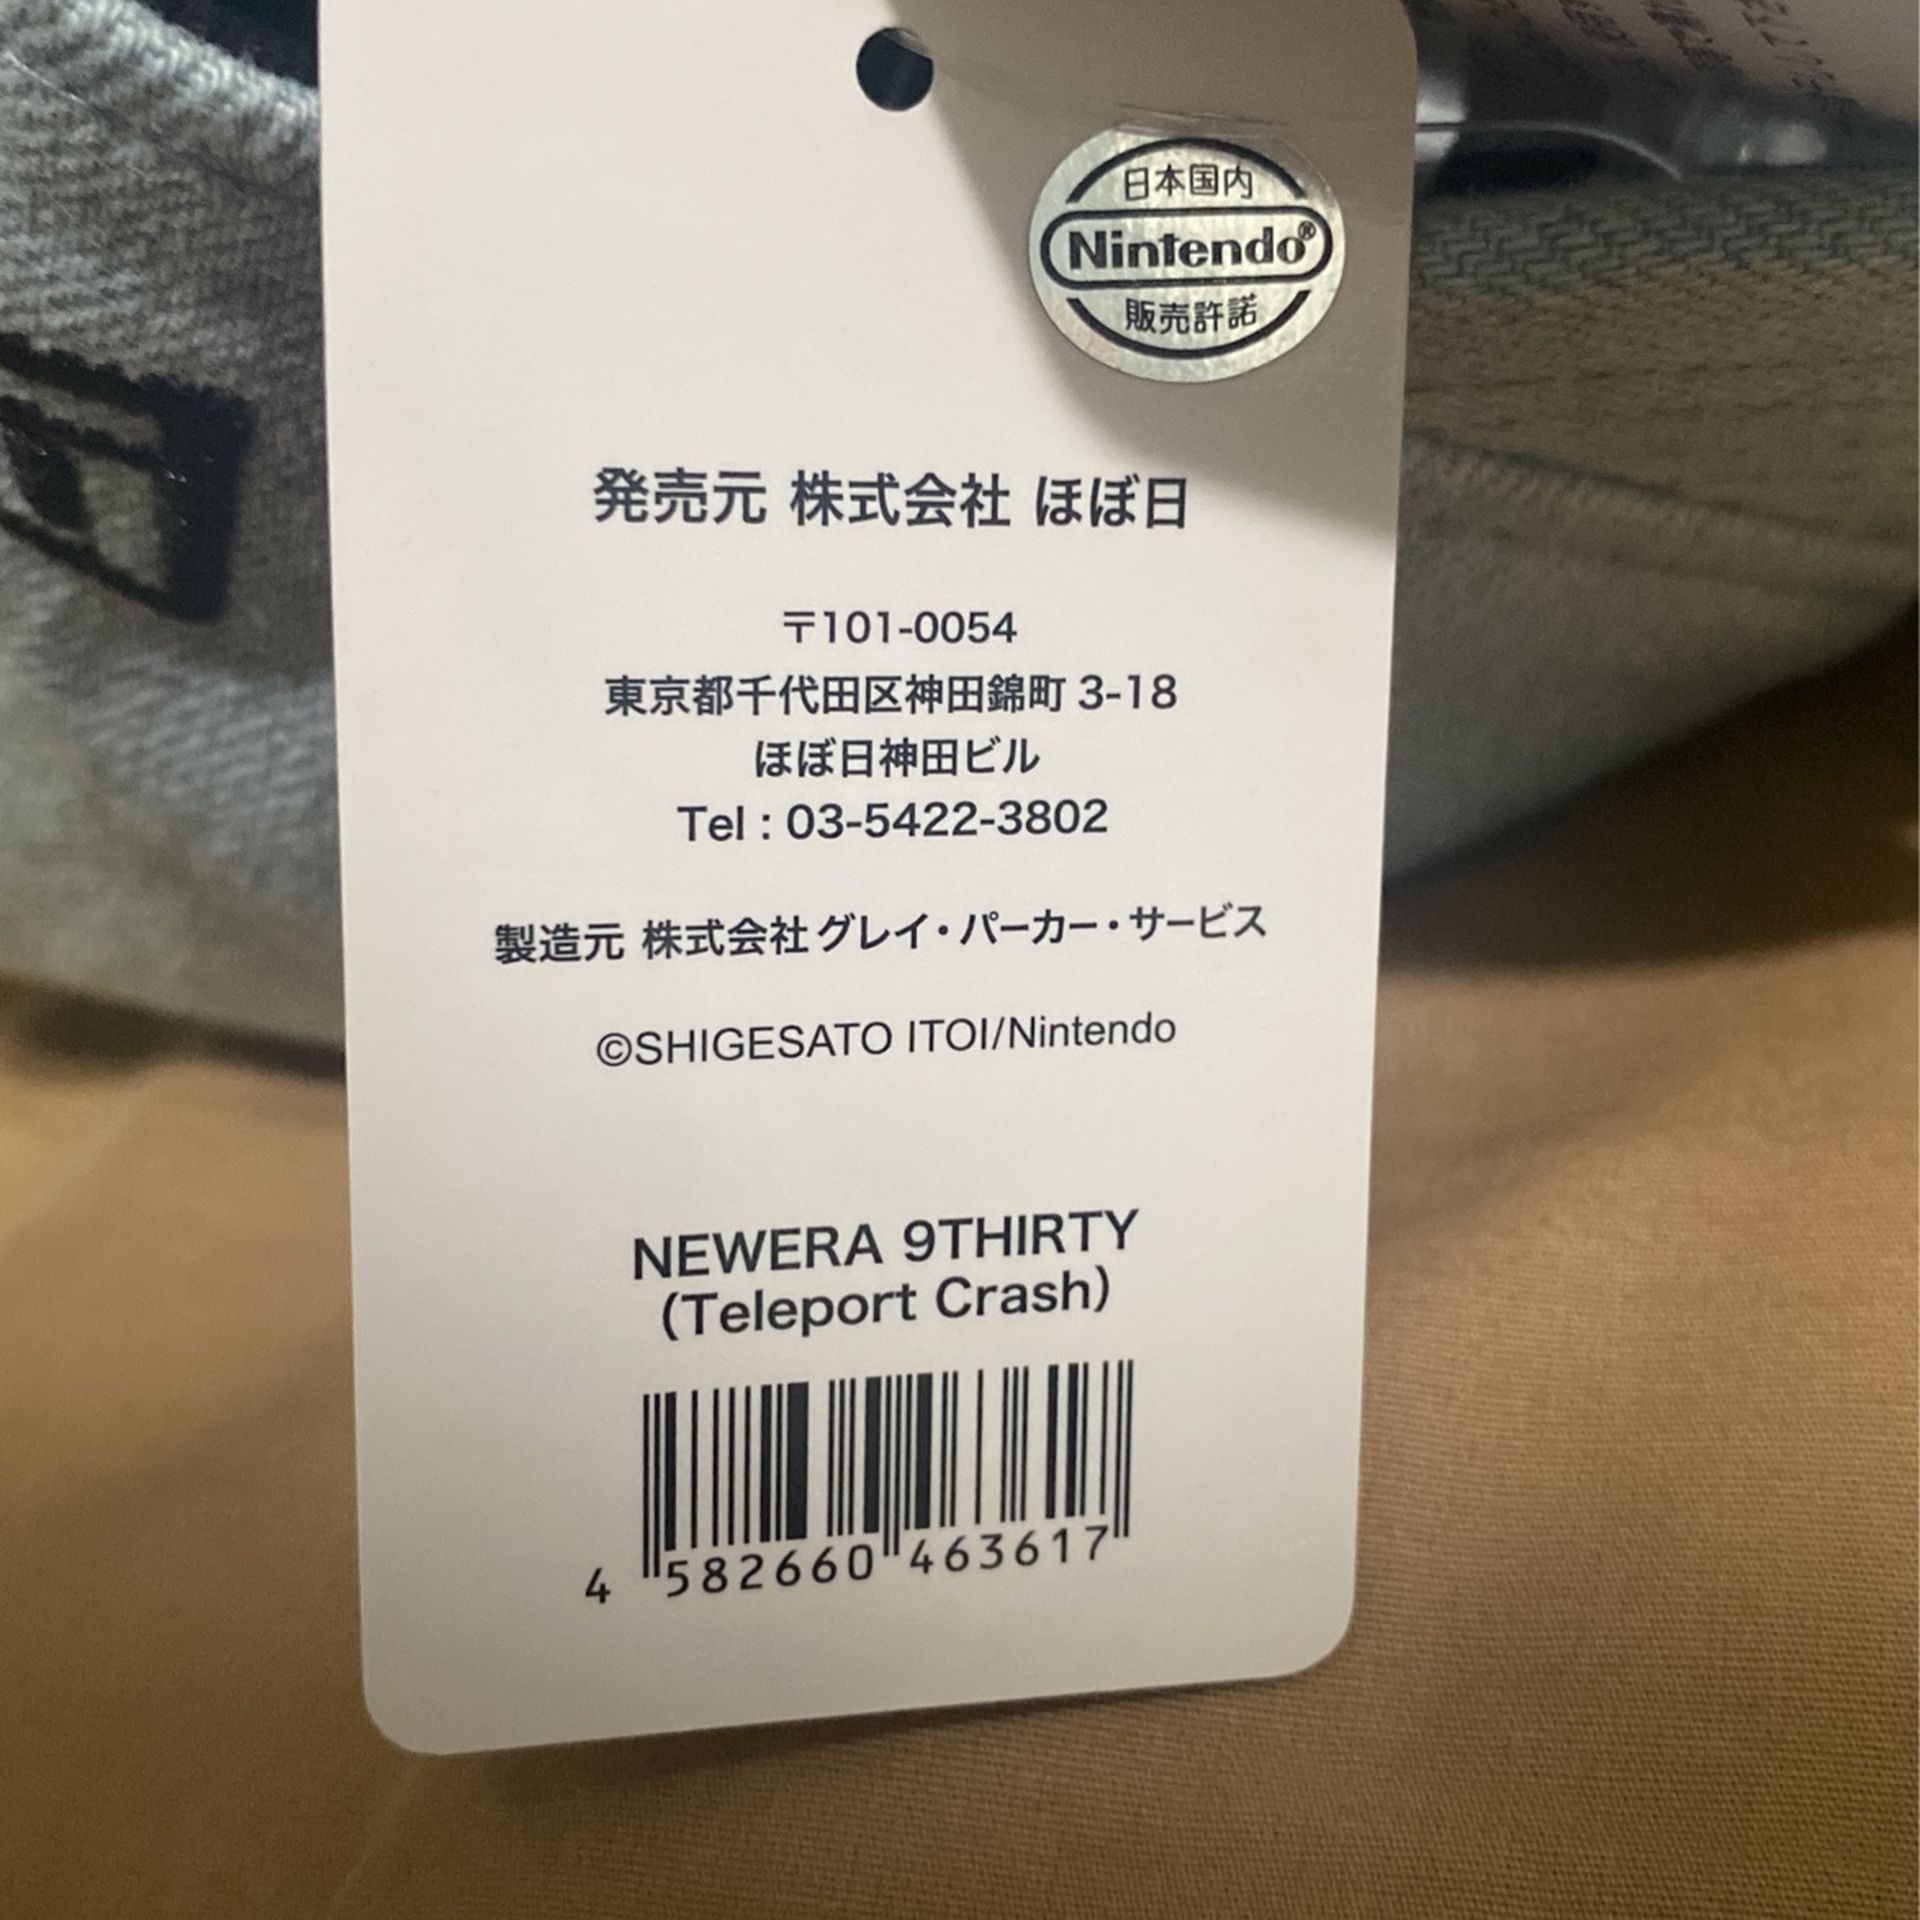 日本国内
Nintendo®
販売許諾
発売元 株式会社 ほぼ日
〒101-0054
東京都千代田区神田錦町 3-18
ほぼ日神田ビル
Tel : 03-5422-3802
製造元 株式会社グレイ・パーカー・サービス
©SHIGESATO ITOI/Nintendo
NEWERA 9THIRTY
(Teleport Crash)
4 582660 463617